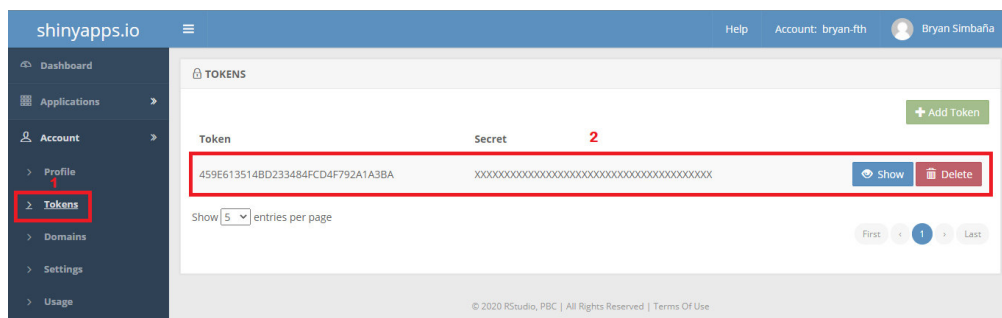 shinyapps.io
Help Account: bryan-fth Bryan Simbaña
Dashboard
Applications
Account
Profile
1
Tokens
Domains
Settings
Usage
TOKENS
Add Token
Token Secret 2
459E613514BD233484FCD4F792A1A3BA XXXXXXXXXXXXXXXXXXXXXXXXXXXXXXXXXXXXXXXX Show Delete
Show 5 entries per page
First ‹ 1 › Last
© 2020 RStudio, PBC | All Rights Reserved | Terms Of Use